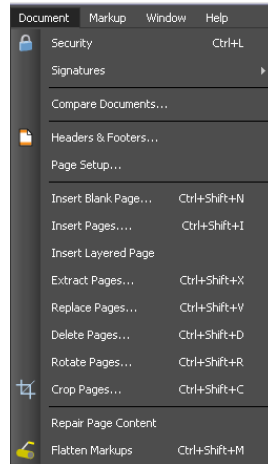 Document Markup Window Help
Security Ctrl+L
Signatures
Compare Documents...
Headers & Footers...
Page Setup...
Insert Blank Page... Ctrl+Shift+N
Insert Pages.... Ctrl+Shift+I
Insert Layered Page
Extract Pages... Ctrl+Shift+X
Replace Pages... Ctrl+Shift+V
Delete Pages... Ctrl+Shift+D
Rotate Pages... Ctrl+Shift+R
Crop Pages... Ctrl+Shift+C
Repair Page Content
Flatten Markups Ctrl+Shift+M